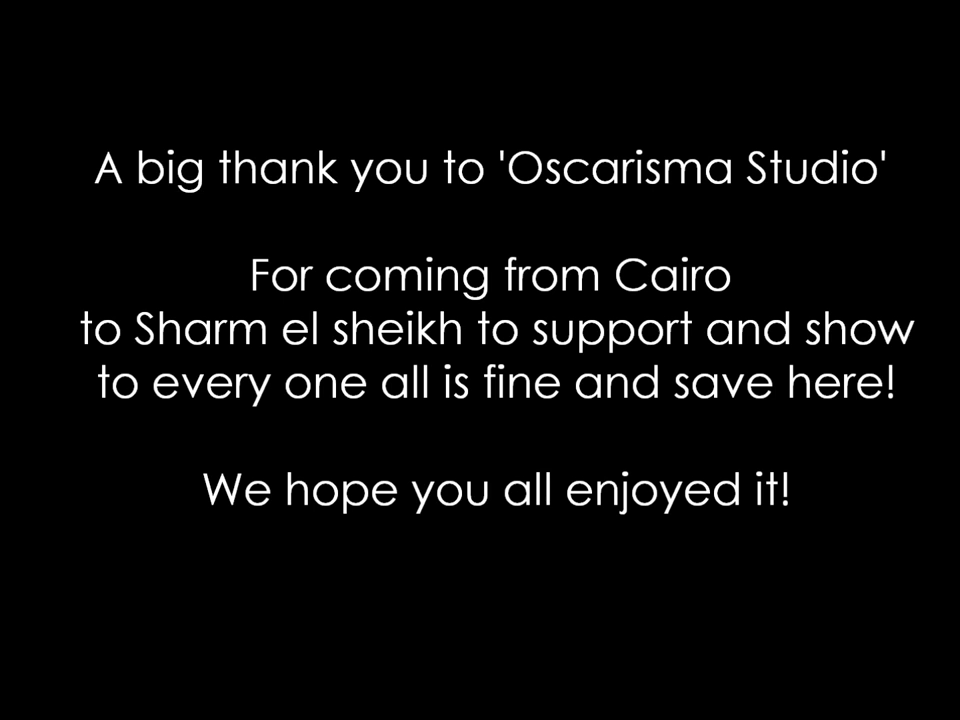 A big thank you to 'Oscarisma Studio'
For coming from Cairo
to Sharm el sheikh to support and show
to every one all is fine and save here!
We hope you all enjoyed it!